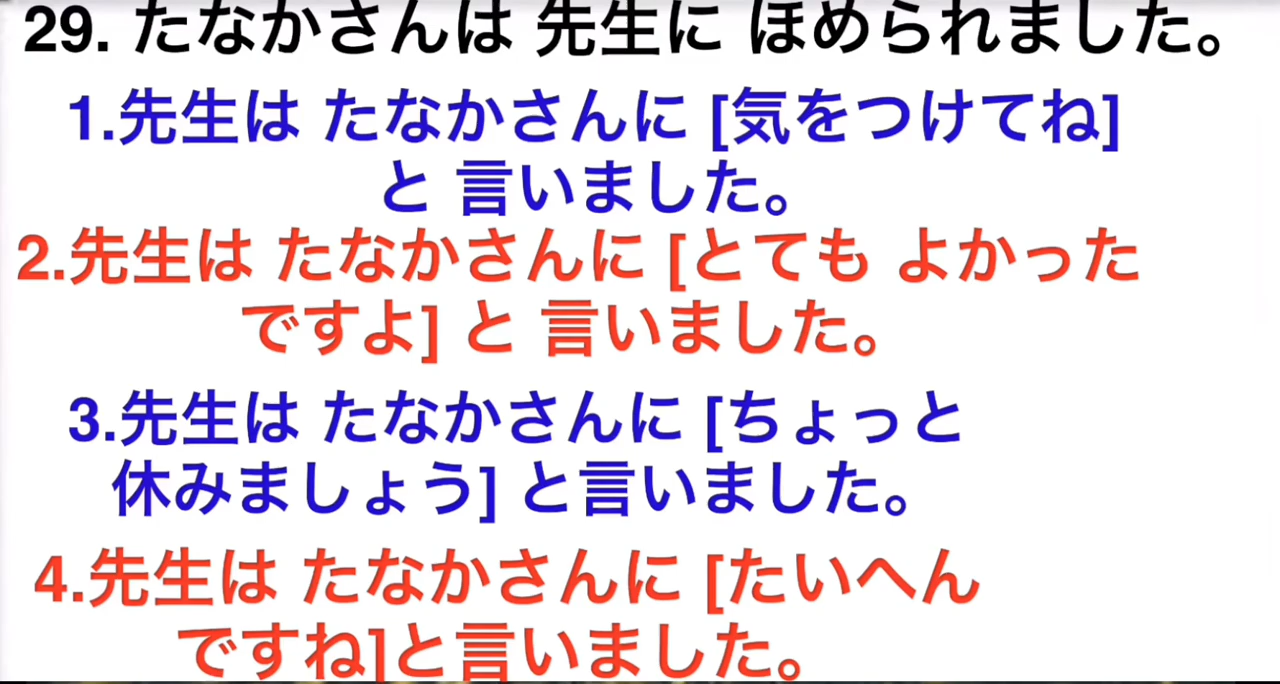 29. たなかさんは 先生に ほめられました。
1.先生は たなかさんに [気をつけてね]
と 言いました。
2.先生は たなかさんに [とても よかった
ですよ] と 言いました。
3.先生は たなかさんに [ちょっと
休みましょう] と言いました。
4.先生は たなかさんに [たいへん
ですね]と言いました。